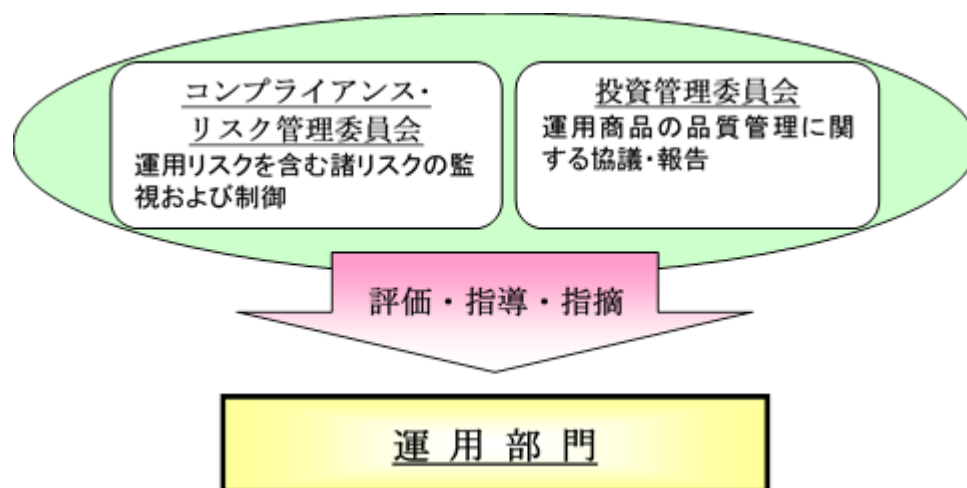 コンプライアンス・
リスク管理委員会
運用リスクを含む諸リスクの監
視および制御
投資管理委員会
運用商品の品質管理に関
する協議・報告
評価・指導・指摘
運用部門